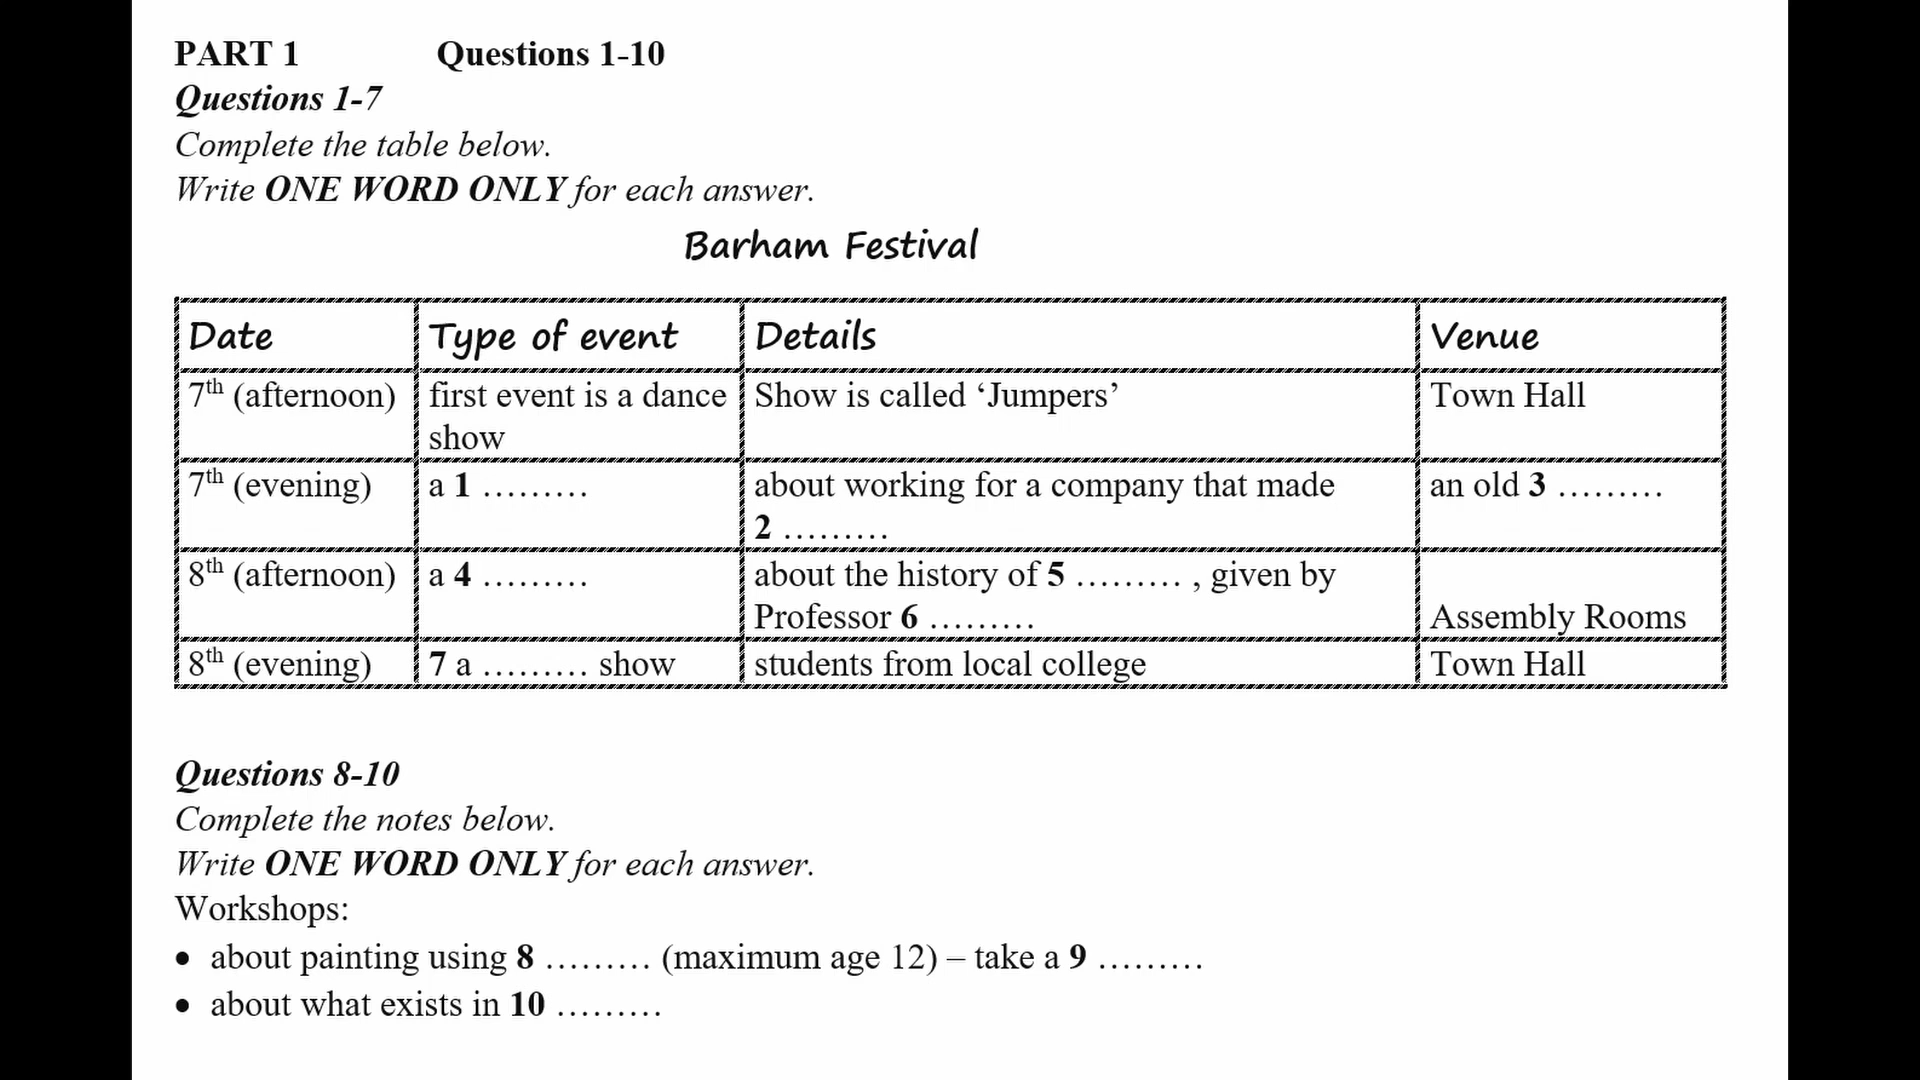 PART 1 Questions 1-10
Questions 1-7
Complete the table below.
Write ONE WORD ONLY for each answer.
Barham Festival
Date Type of event Details Venue
7th (afternoon) first event is a dance Show is called ‘Jumpers’ Town Hall
show
7th (evening) a 1 ……… about working for a company that made an old 3 ………
2 ………
8th (afternoon) a 4 ……… about the history of 5 ……… , given by
Professor 6 ……… Assembly Rooms
8th (evening) 7 a ……… show students from local college Town Hall
Questions 8-10
Complete the notes below.
Write ONE WORD ONLY for each answer.
Workshops:
• about painting using 8 ……… (maximum age 12) – take a 9 ………
• about what exists in 10 ………